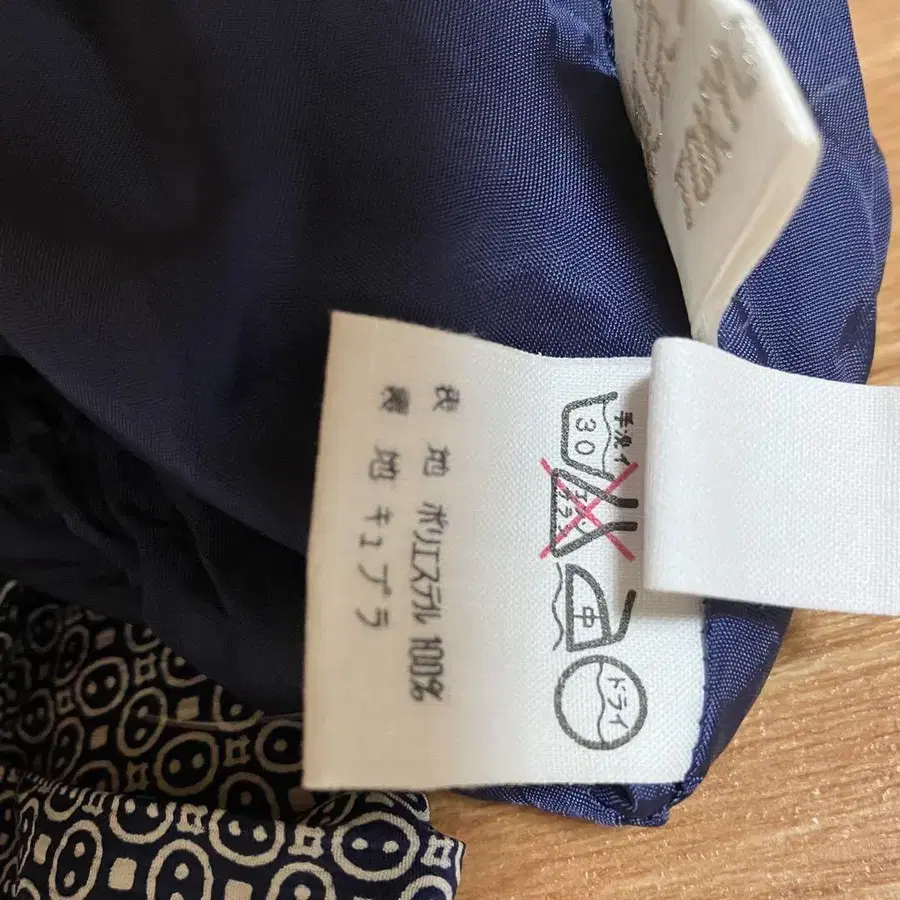 手洗イ
30
中
ドライ
表 地 ポリエステル 100%
裏 地 キュプラ